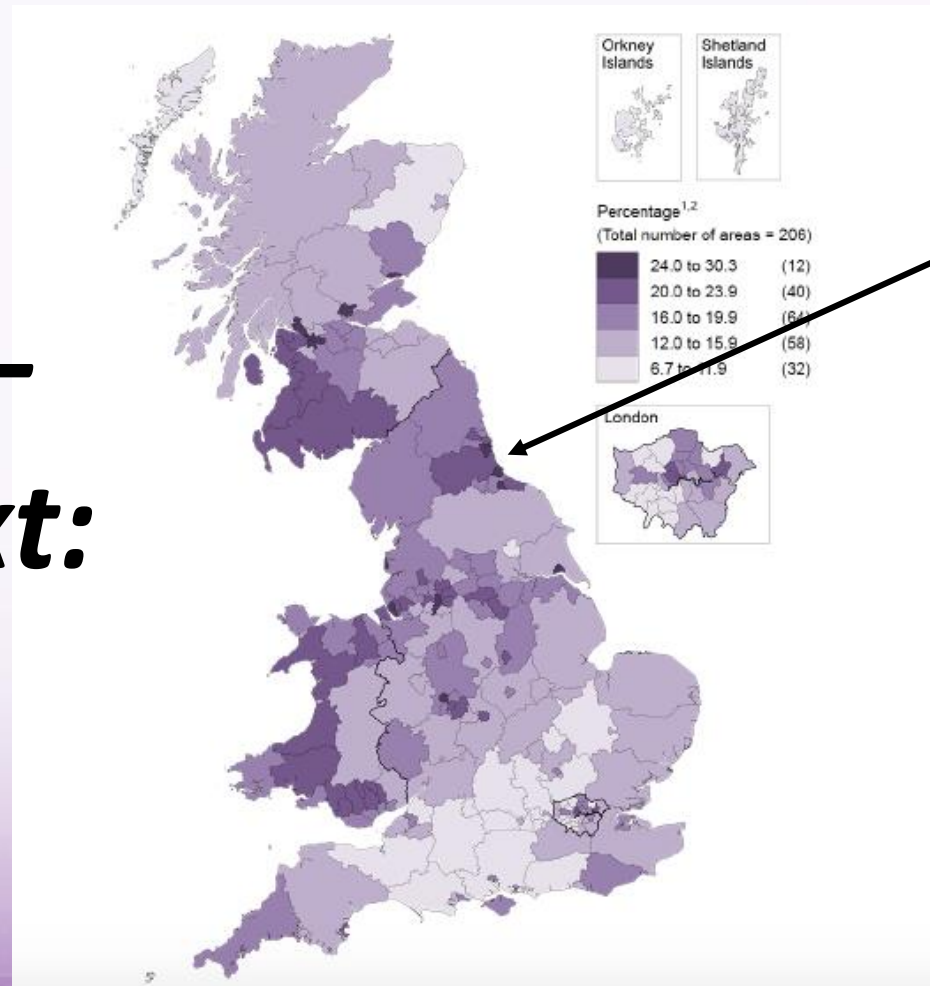 Orkney
Islands
Shetland
Islands
Percentage1,2
(Total number of areas = 206)
24.0 to 30.3 (12)
20.0 to 23.9 (40)
16.0 to 19.9 (64)
12.0 to 15.9 (58)
6.7 to 11.9 (32)
London
xt: